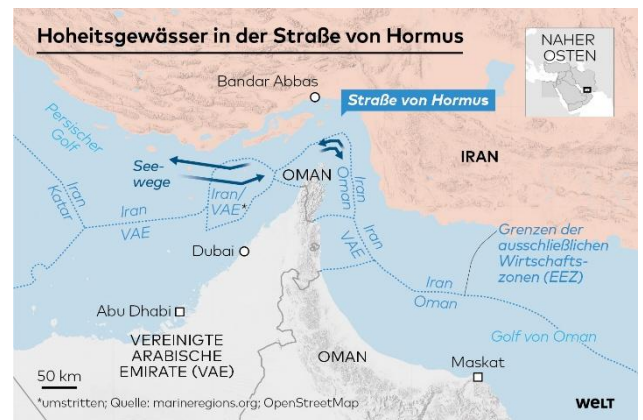 Hoheitsgewässer in der Straße von Hormus
NAHER
OSTEN
Bandar Abbas
Straße von Hormus
Persischer
Golf
See-
wege
OMAN
IRAN
Iran
Katar
Iran
VAE
Iran/
VAE*
Iran
Oman
Iran
VAE
Dubai
Grenzen der
ausschließlichen
Wirtschafts-
zonen (EEZ)
Iran
Oman
Abu Dhabi
Golf von Oman
VEREINIGTE
ARABISCHE
EMIRATE (VAE)
OMAN
Maskat
50 km
*umstritten; Quelle: marineregions.org; OpenStreetMap
WELT